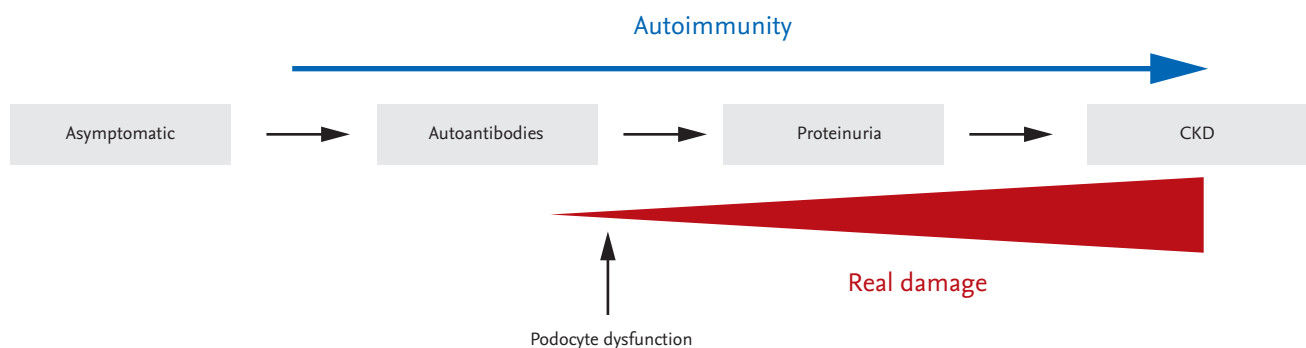 Autoimmunity
Asymptomatic
Autoantibodies
Proteinuria
CKD
Real damage
Podocyte dysfunction